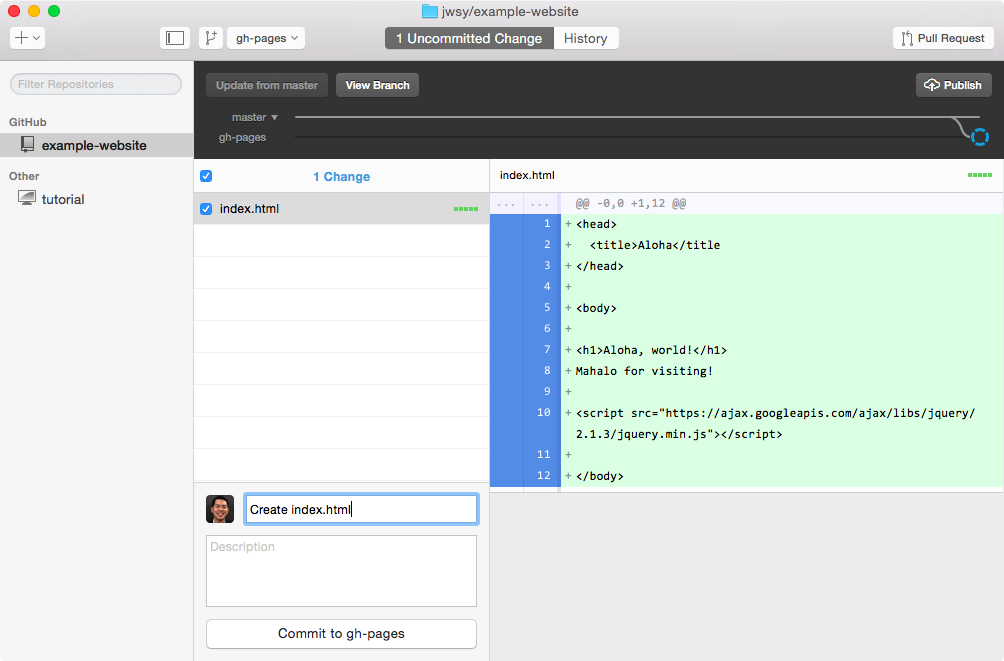 jwsy/example-website
gh-pages
1 Uncommitted Change
History
Pull Request
Filter Repositories
GitHub
example-website
Other
tutorial
Update from master
View Branch
Publish
master
gh-pages
1 Change
index.html
index.html
... ... @@ -0,0 +1,12 @@
1 +<head>
2 +  <title>Aloha</title
3 +</head>
4 +
5 +<body>
6 +
7 +<h1>Aloha, world!</h1>
8 +Mahalo for visiting!
9 +
10 +<script src="https://ajax.googleapis.com/ajax/libs/jquery/
2.1.3/jquery.min.js"></script>
11 +
12 +</body>
Create index.html
Description
Commit to gh-pages